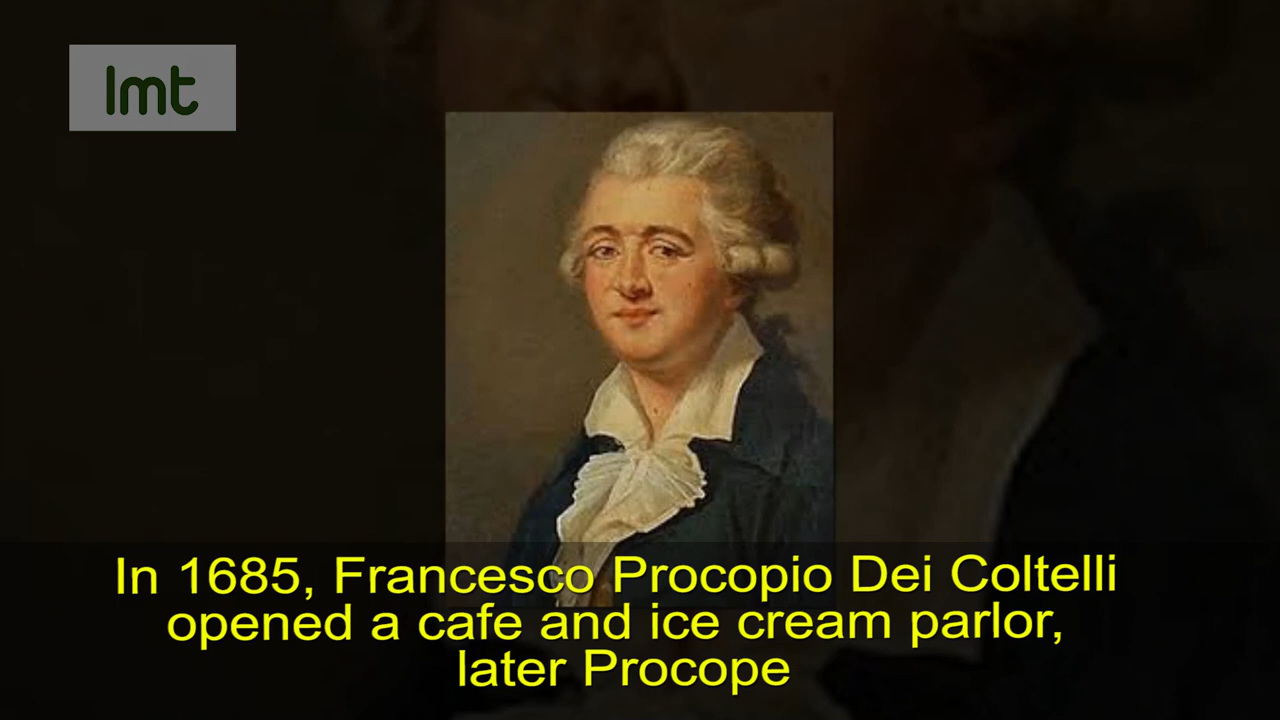 lmt
In 1685, Francesco Procopio Dei Coltelli
opened a cafe and ice cream parlor,
later Procope